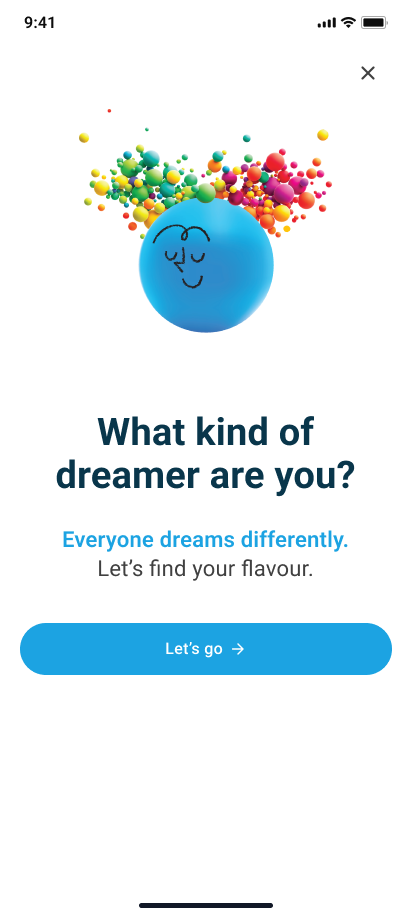 9:41
What kind of
dreamer are you?
Everyone dreams differently.
Let’s find your flavour.
Let’s go →